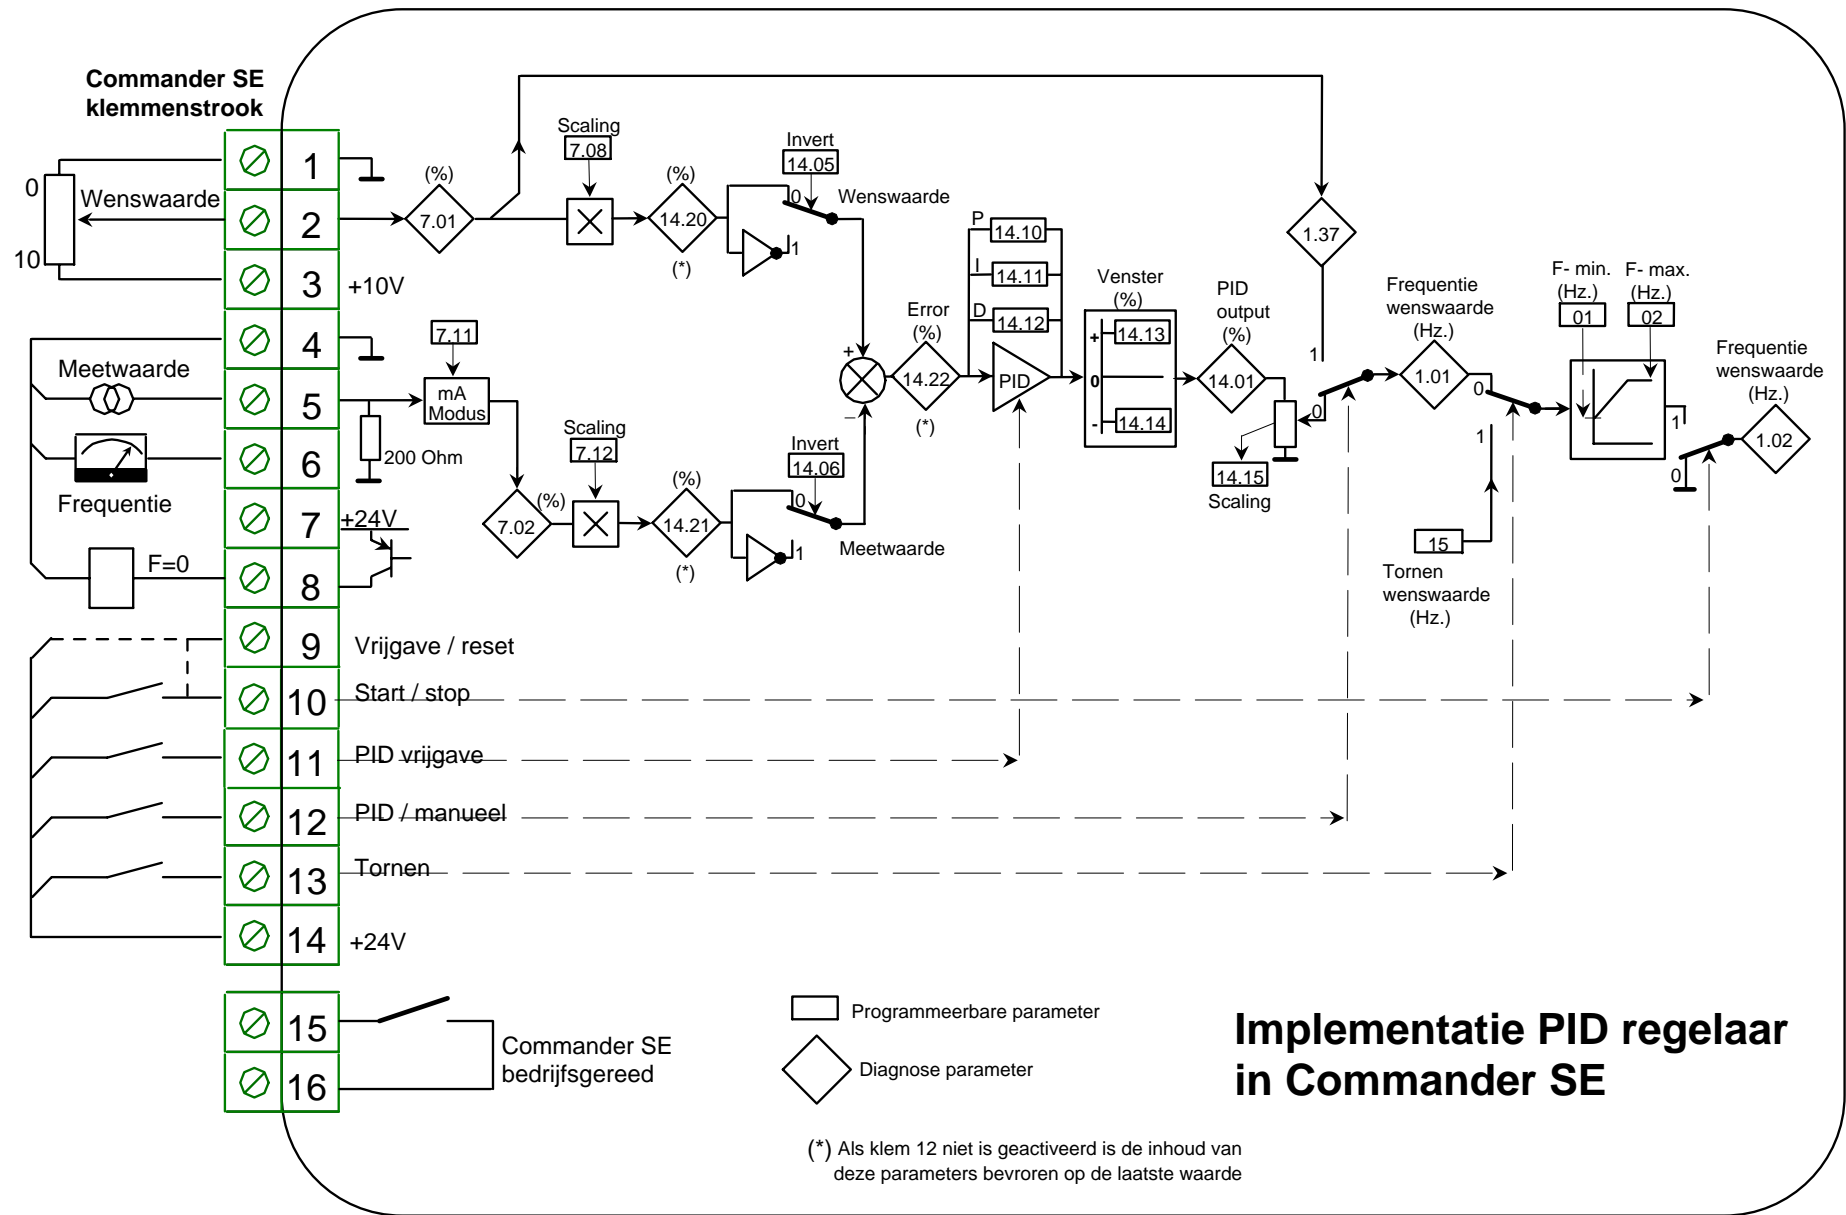 Commander SE
klemmenstrook
0
Wenswaarde
10
Meetwaarde
Frequentie
F=0
1
2
3
4
5
6
7
8
9
10
11
12
13
14
15
16
+10V
+24V
Vrijgave / reset
Start / stop
PID vrijgave
PID / manueel
Tornen
+24V
Commander SE
bedrijfsgereed
(%)
7.01
Scaling
7.08
(%)
14.20
(*)
Invert
14.05
0
1
Wenswaarde
7.11
mA
Modus
200 Ohm
7.02
(%)
Scaling
7.12
(%)
14.21
(*)
Invert
14.06
0
1
Meetwaarde
+
–
Error
(%)
14.22
(*)
P
14.10
I
14.11
D
14.12
PID
Venster
(%)
+
14.13
0
-
14.14
PID
output
(%)
14.01
14.15
Scaling
1.37
1
0
Frequentie
wenswaarde
(Hz.)
1.01
0
1
15
Tornen
wenswaarde
(Hz.)
F- min.
(Hz.)
01
F- max.
(Hz.)
02
1
0
Frequentie
wenswaarde
(Hz.)
1.02
Programmeerbare parameter
Diagnose parameter
(*) Als klem 12 niet is geactiveerd is de inhoud van
deze parameters bevroren op de laatste waarde
Implementatie PID regelaar
in Commander SE